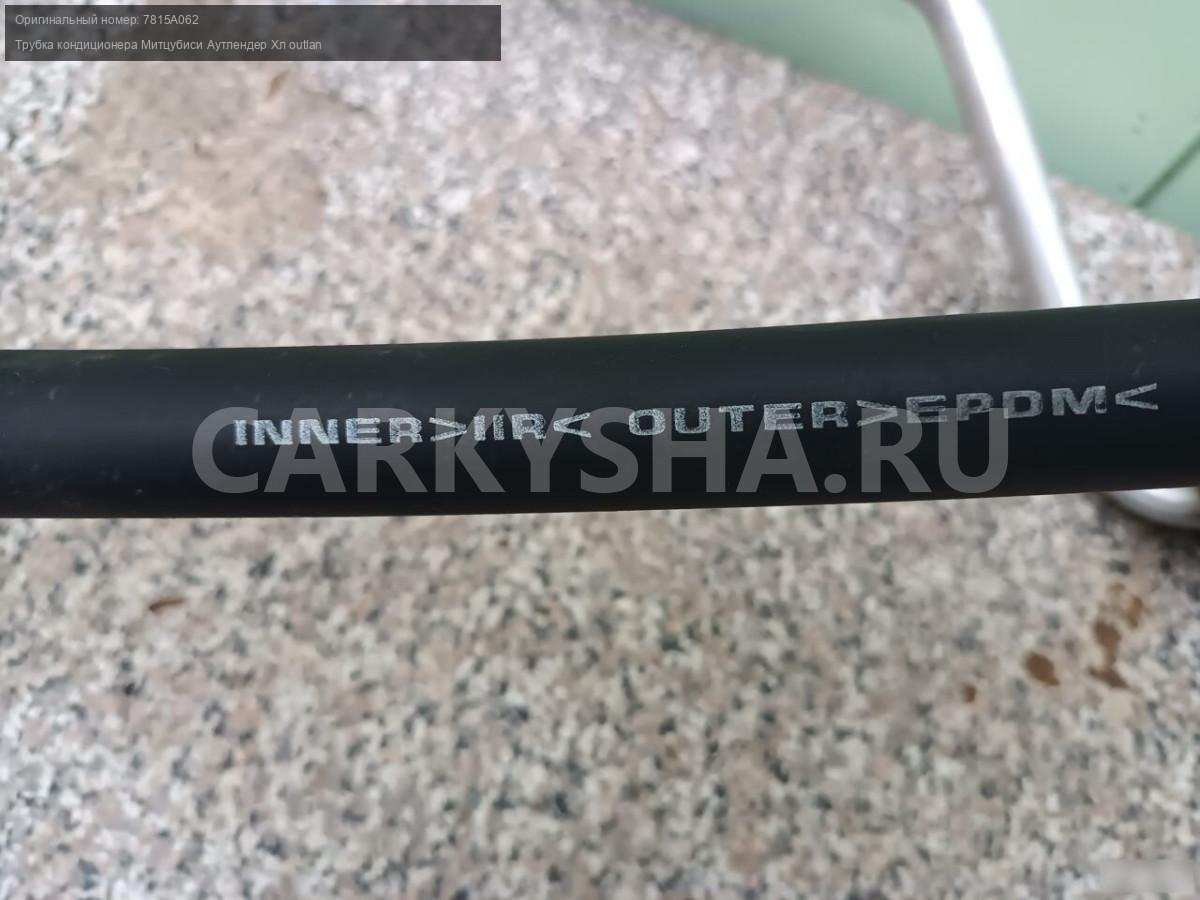 Оригинальный номер: 7815A062
Трубка кондиционера Митцубиси Аутлендер Хл outlan
INNER>IIR< OUTER>EPDM<
CARKYSHA.RU